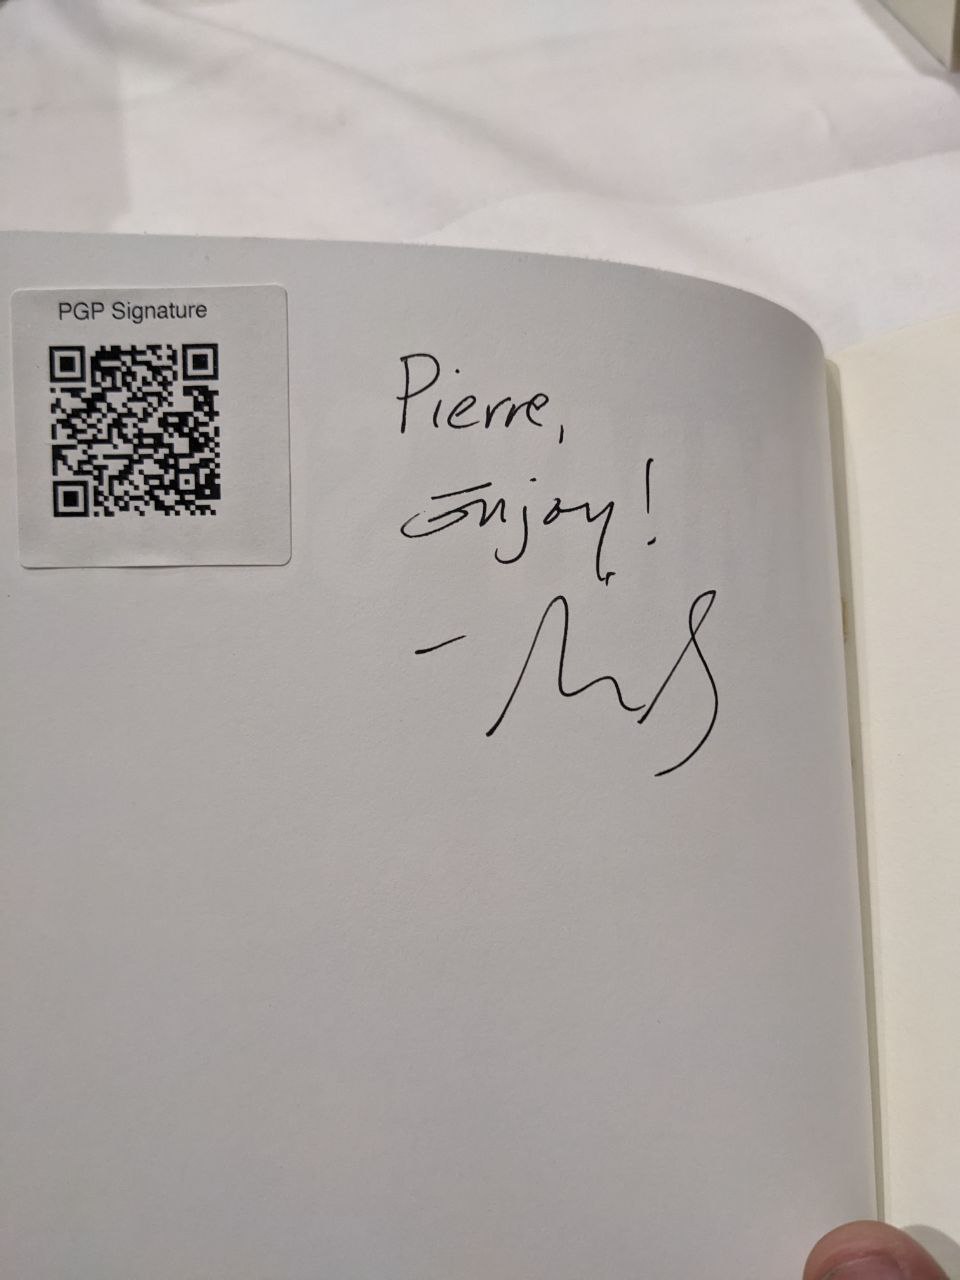 PGP Signature
Pierre,
Enjoy!